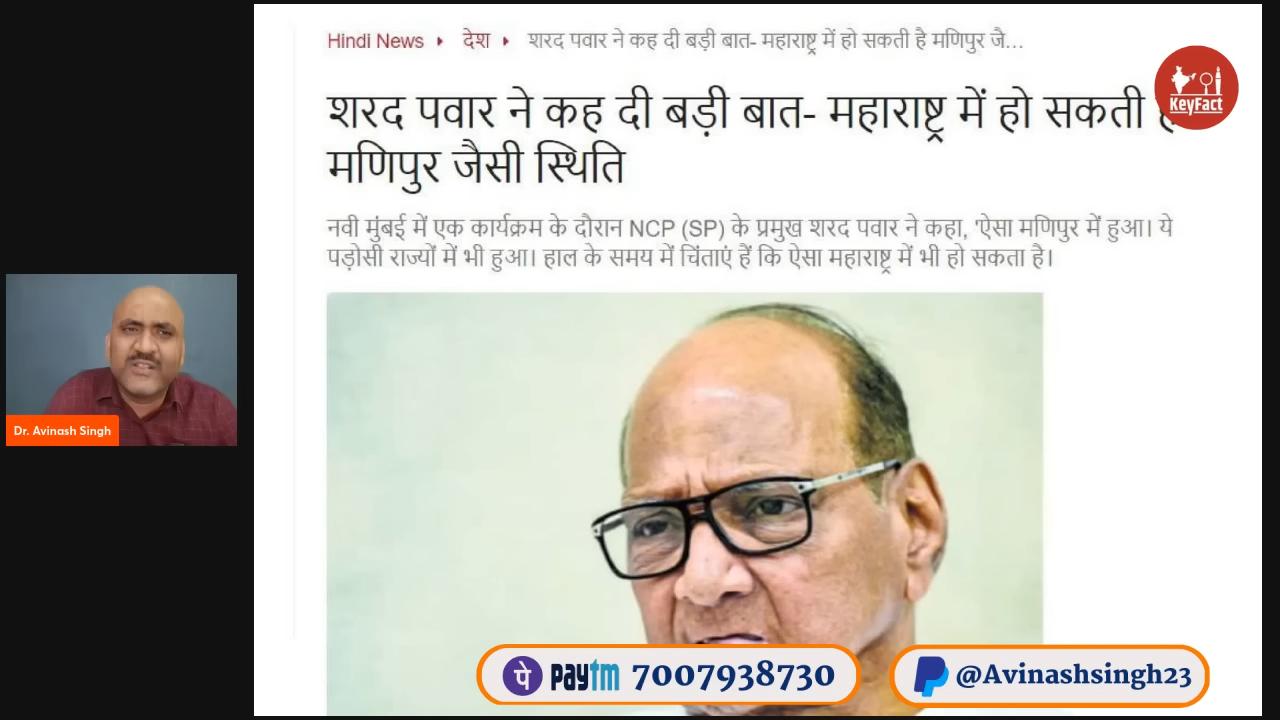 Hindi News
देश
शरद पवार ने कह दी बड़ी बात- महाराष्ट्र में हो सकती है मणिपुर जै...
KeyFact
शरद पवार ने कह दी बड़ी बात- महाराष्ट्र में हो सकती
मणिपुर जैसी स्थिति
नवी मुंबई में एक कार्यक्रम के दौरान NCP (SP) के प्रमुख शरद पवार ने कहा, 'ऐसा मणिपुर में हुआ। ये
पड़ोसी राज्यों में भी हुआ। हाल के समय में चिंताएं हैं कि ऐसा महाराष्ट्र में भी हो सकता है।
Dr. Avinash Singh
पे paytm 7007938730
@Avinashsingh23